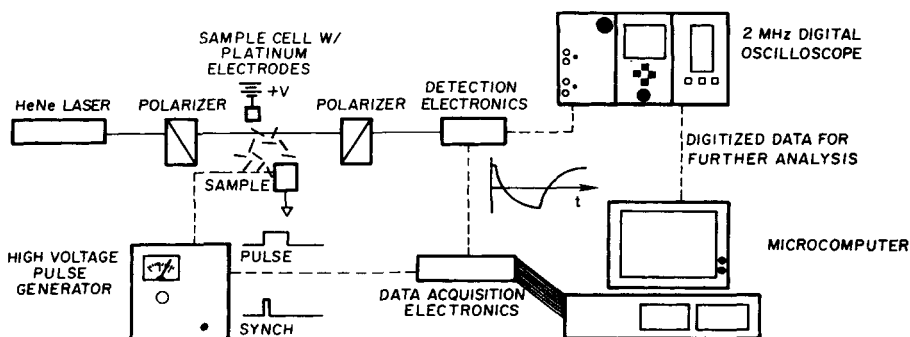 SAMPLE CELL W/
PLATINUM
ELECTRODES
+V
HeNe LASER
POLARIZER
POLARIZER
DETECTION
ELECTRONICS
2 MHz DIGITAL
OSCILLOSCOPE
DIGITIZED DATA FOR
FURTHER ANALYSIS
SAMPLE
t
HIGH VOLTAGE
PULSE
GENERATOR
PULSE
SYNCH
DATA ACQUISITION
ELECTRONICS
MICROCOMPUTER